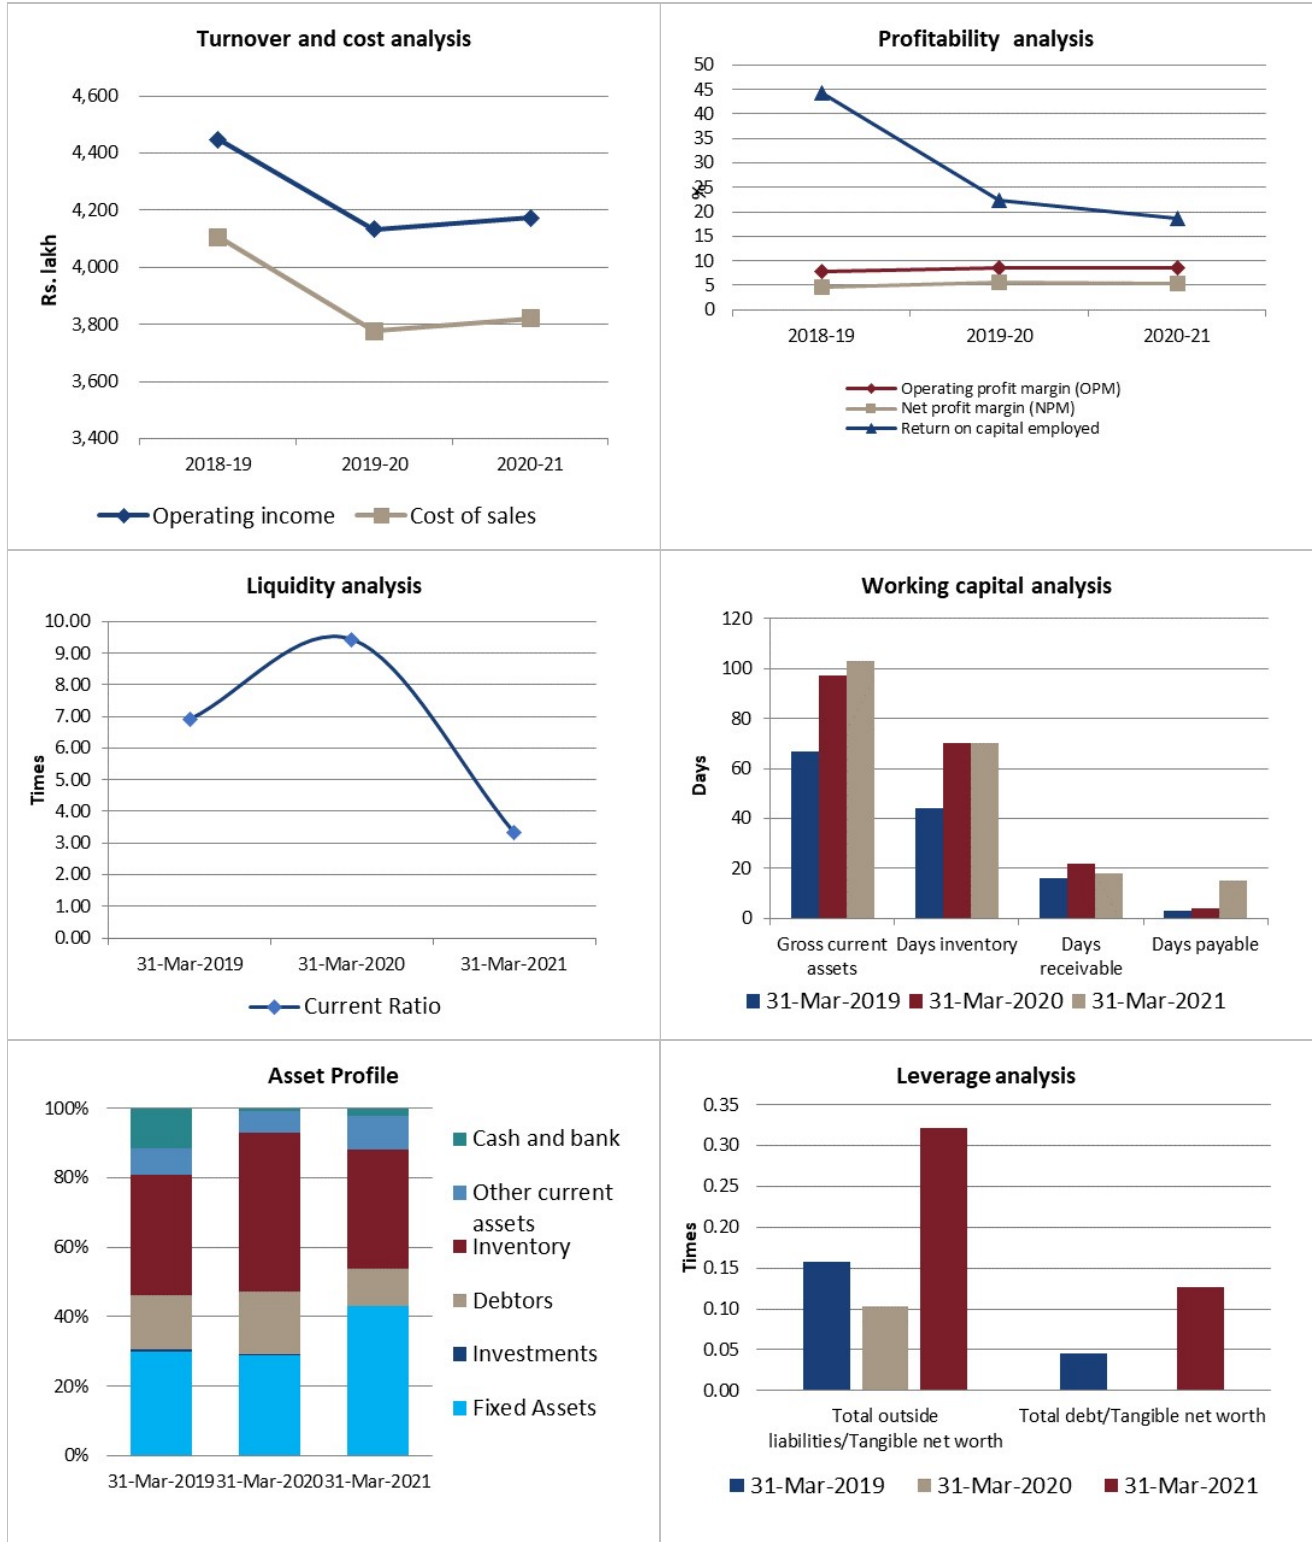 Turnover and cost analysis
4,600
4,400
4,200
4,000
3,800
3,600
3,400
Rs. lakh
2018-19 2019-20 2020-21
Operating income Cost of sales
Profitability analysis
50
45
40
35
30
25
20
15
10
5
0
%
2018-19 2019-20 2020-21
Operating profit margin (OPM)
Net profit margin (NPM)
Return on capital employed
Liquidity analysis
10.00
9.00
8.00
7.00
6.00
5.00
4.00
3.00
2.00
1.00
0.00
Times
31-Mar-2019 31-Mar-2020 31-Mar-2021
Current Ratio
Working capital analysis
120
100
80
60
40
20
0
Days
Gross current Days inventory Days Days payable
assets receivable
31-Mar-2019 31-Mar-2020 31-Mar-2021
Asset Profile
100%
80%
60%
40%
20%
0%
31-Mar-2019 31-Mar-2020 31-Mar-2021
Cash and bank
Other current
assets
Inventory
Debtors
Investments
Fixed Assets
Leverage analysis
0.35
0.30
0.25
0.20
0.15
0.10
0.05
0.00
Times
Total outside Total debt/Tangible net worth
liabilities/Tangible net worth
31-Mar-2019 31-Mar-2020 31-Mar-2021